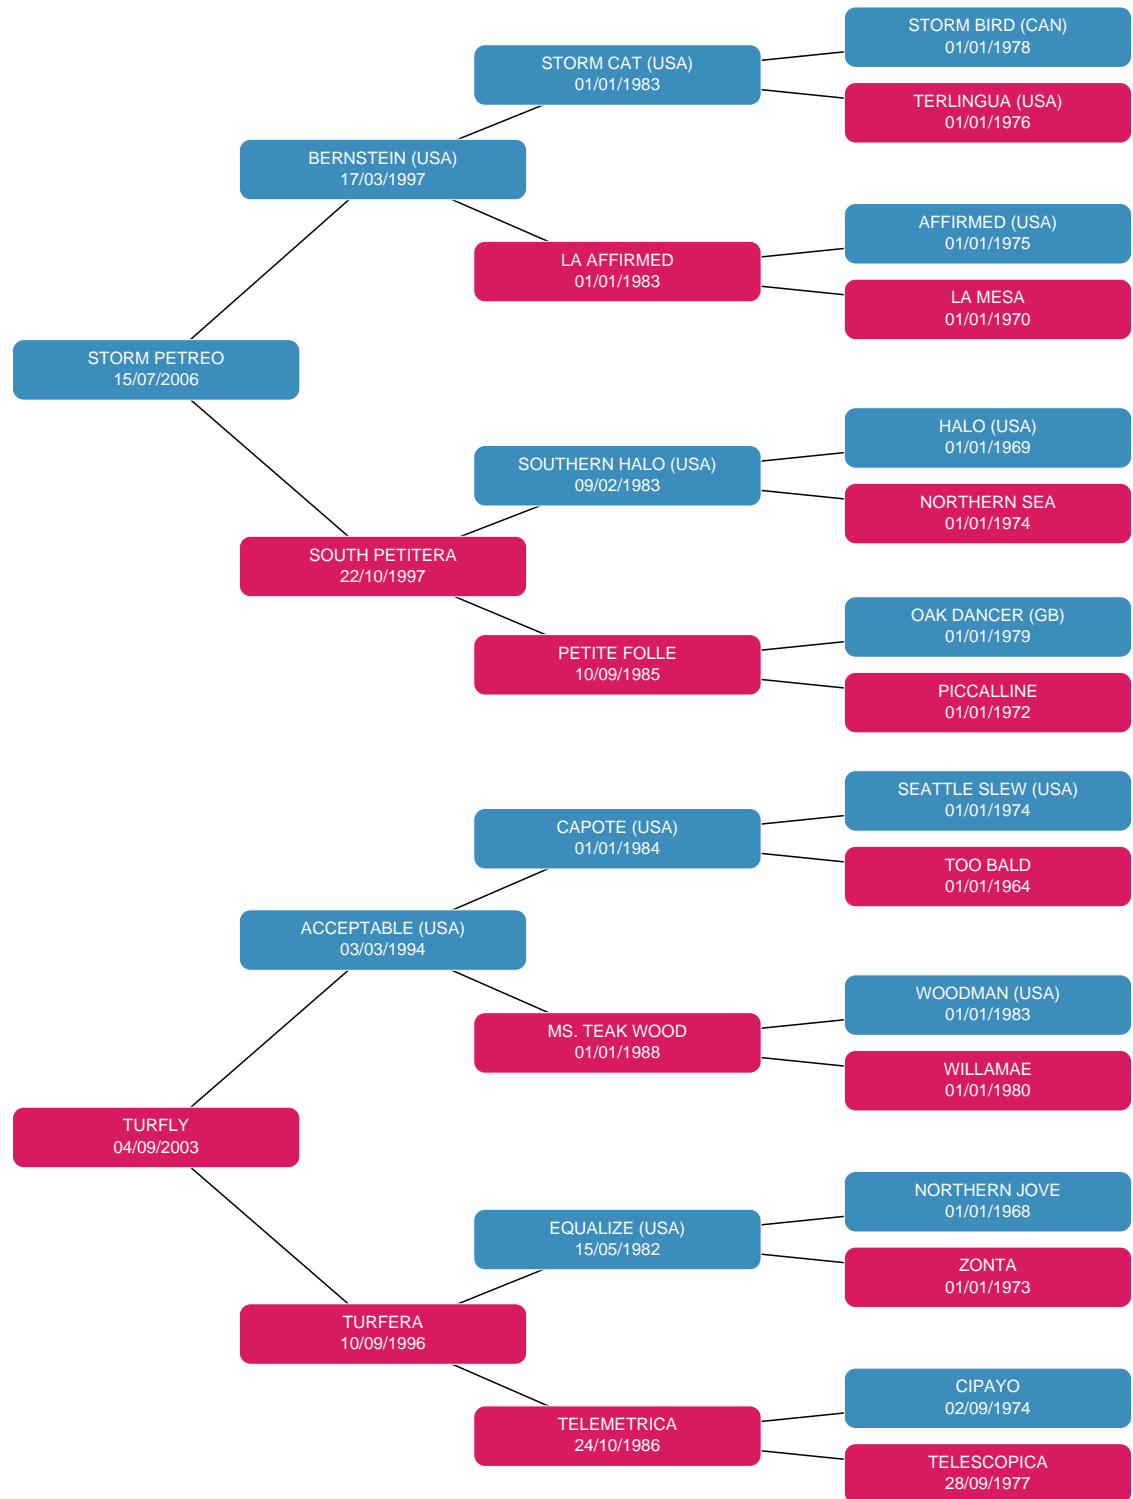 STORM BIRD (CAN)
01/01/1978
STORM CAT (USA)
01/01/1983
TERLINGUA (USA)
01/01/1976
BERNSTEIN (USA)
17/03/1997
AFFIRMED (USA)
01/01/1975
LA AFFIRMED
01/01/1983
LA MESA
01/01/1970
STORM PETREO
15/07/2006
HALO (USA)
01/01/1969
SOUTHERN HALO (USA)
09/02/1983
NORTHERN SEA
01/01/1974
SOUTH PETITERA
22/10/1997
OAK DANCER (GB)
01/01/1979
PETITE FOLLE
10/09/1985
PICCALLINE
01/01/1972
SEATTLE SLEW (USA)
01/01/1974
CAPOTE (USA)
01/01/1984
TOO BALD
01/01/1964
ACCEPTABLE (USA)
03/03/1994
WOODMAN (USA)
01/01/1983
MS. TEAK WOOD
01/01/1988
WILLAMAE
01/01/1980
TURFLY
04/09/2003
NORTHERN JOVE
01/01/1968
EQUALIZE (USA)
15/05/1982
ZONTA
01/01/1973
TURFERA
10/09/1996
CIPAYO
02/09/1974
TELEMETRICA
24/10/1986
TELESCOPICA
28/09/1977